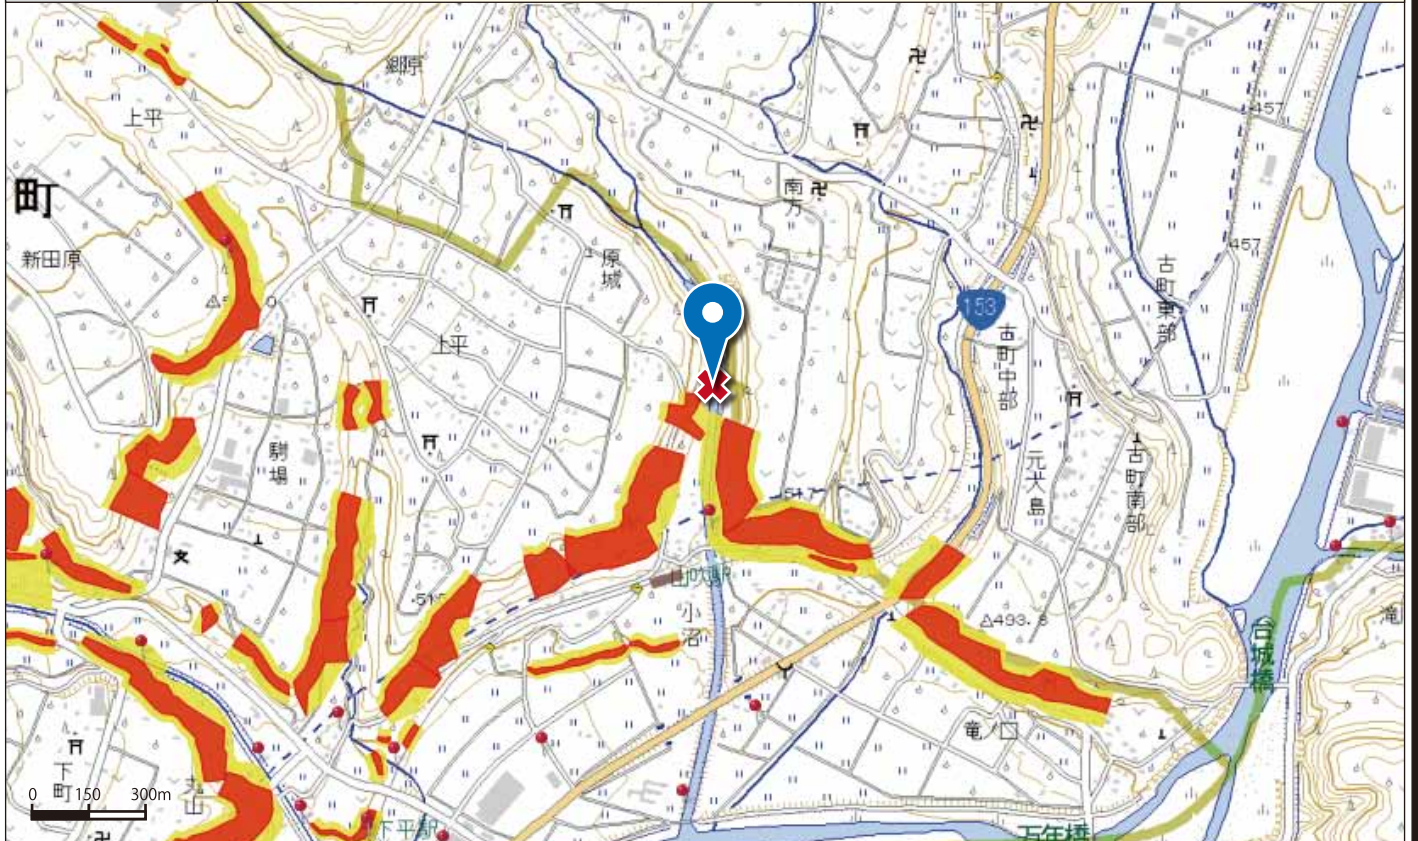 郷原
上平
457
町
南方
新田原
原城
457
古町東部
153
上平
古町中部
駒場
元大島
古町南部
517
515
山吹駅
小沼
△493.8
滝
台城橋
竜ノ口
下町
0 150 300m
下平駅
万年橋